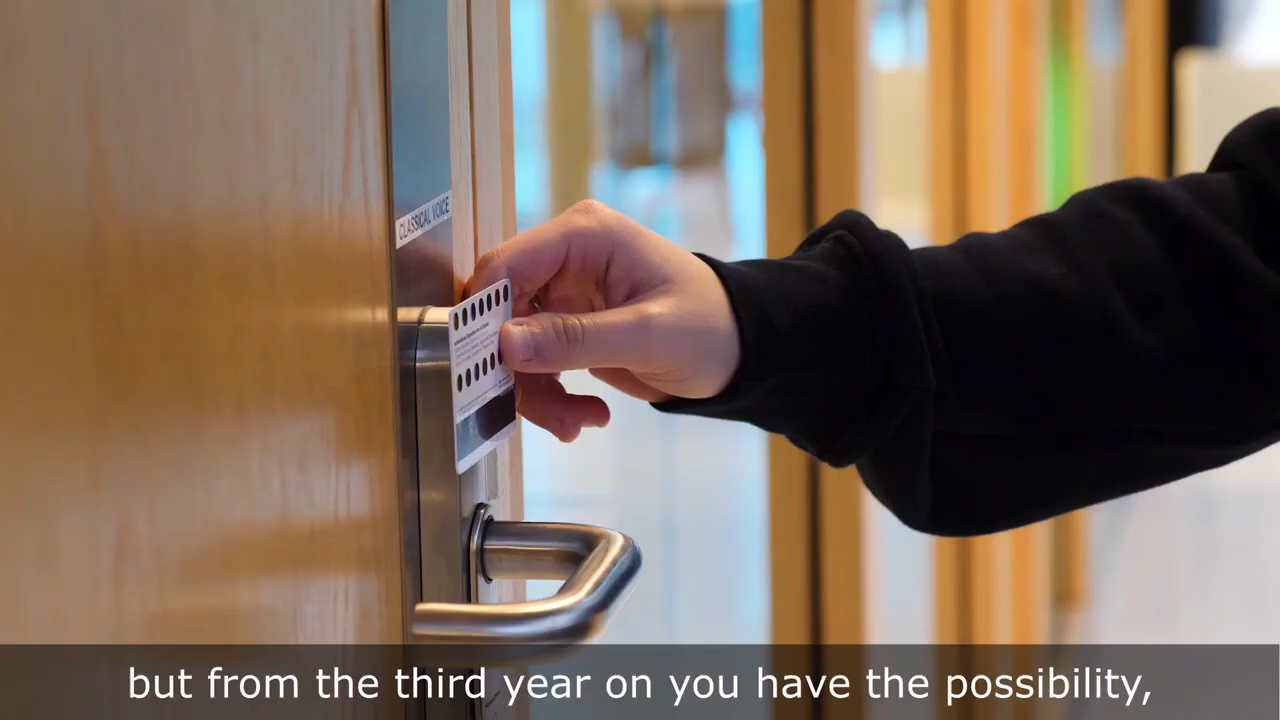 CLASSICAL VOICE
but from the third year on you have the possibility,